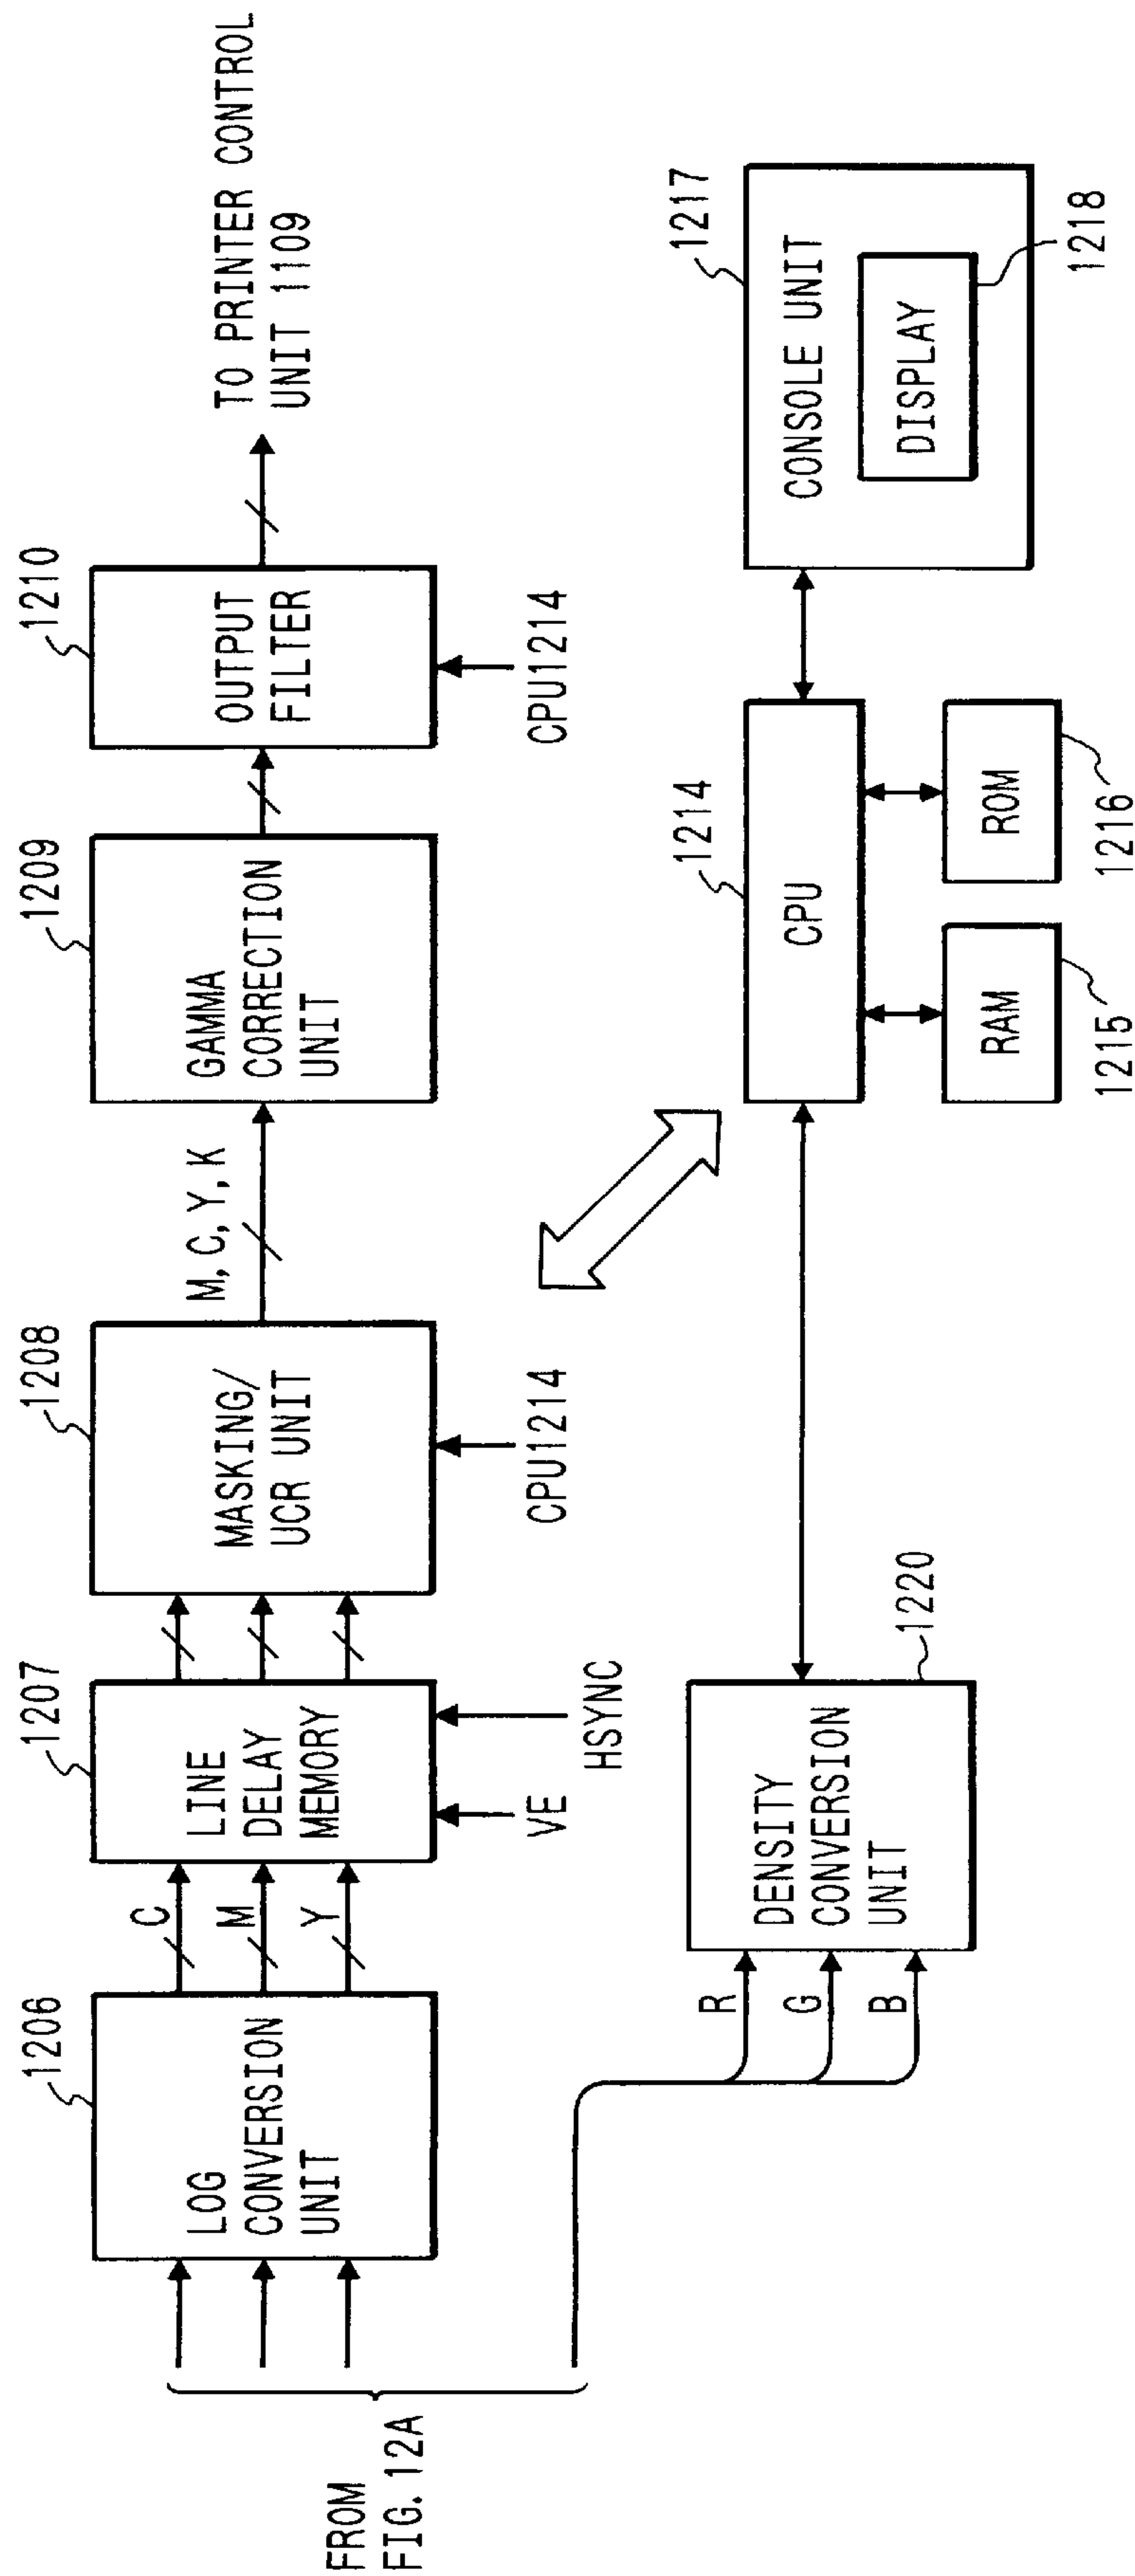 FROM
FIG. 12A
1206
LOG
CONVERSION
UNIT
C
M
Y
1207
LINE
DELAY
MEMORY
VE
HSYNC
1208
MASKING/
UCR UNIT
CPU1214
M, C, Y, K
1209
GAMMA
CORRECTION
UNIT
1210
OUTPUT
FILTER
CPU1214
TO PRINTER CONTROL
UNIT 1109
R
G
B
1220
DENSITY
CONVERSION
UNIT
1214
CPU
RAM
1215
ROM
1216
1217
CONSOLE UNIT
DISPLAY
1218